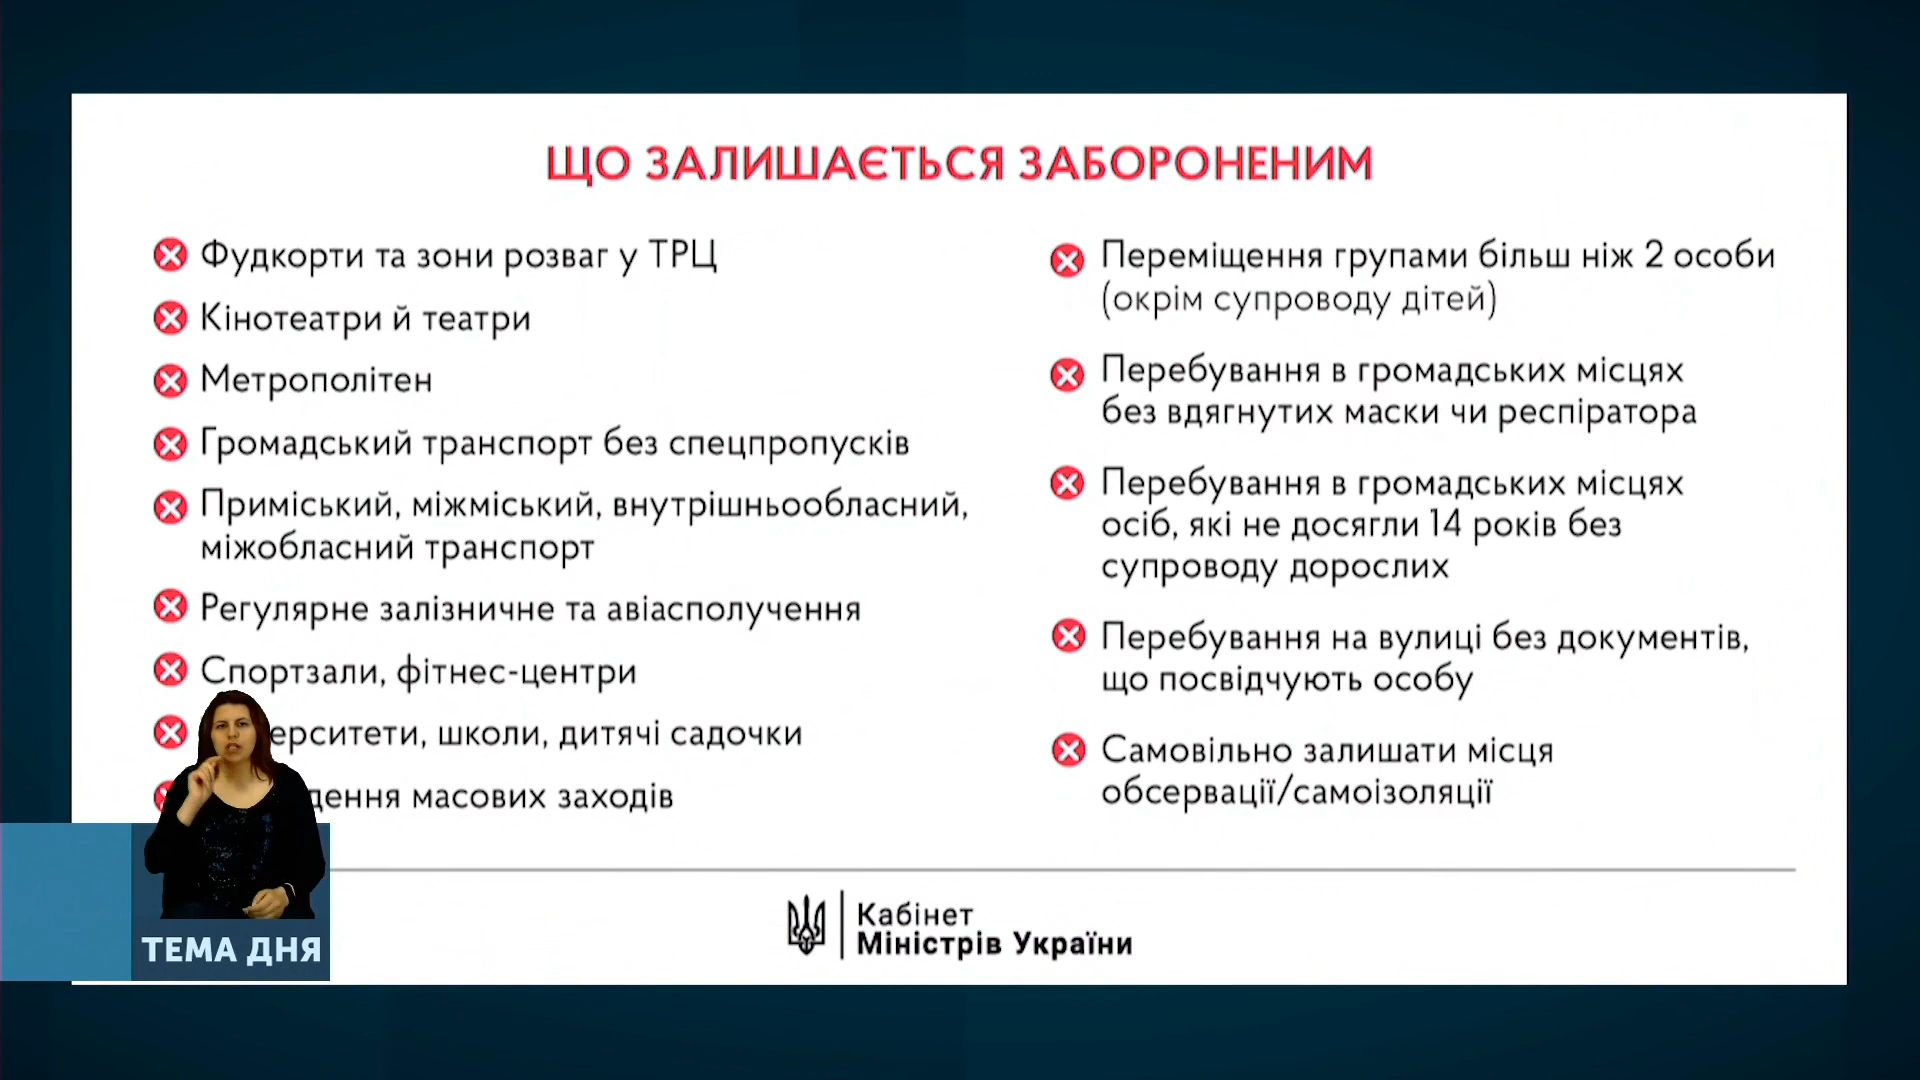 ЩО ЗАЛИШАЄТЬСЯ ЗАБОРОНЕНИМ
Фудкорти та зони розваг у ТРЦ
Кінотеатри й театри
Метрополітен
Громадський транспорт без спецпропусків
Приміський, міжміський, внутрішньообласний,
міжобласний транспорт
Регулярне залізничне та авіасполучення
Спортзали, фітнес-центри
школи, дитячі садочки
масових заходів
Переміщення групами більш ніж 2 особи
(окрім супроводу дітей)
Перебування в громадських місцях
без вдягнутих маски чи респіратора
Перебування в громадських місцях
осіб, які не досягли 14 років без
супроводу дорослих
Перебування на вулиці без документів,
що посвідчують особу
Самовільно залишати місця
обсервації/самоізоляції
Кабінет
Міністрів України
ТЕМА ДНЯ